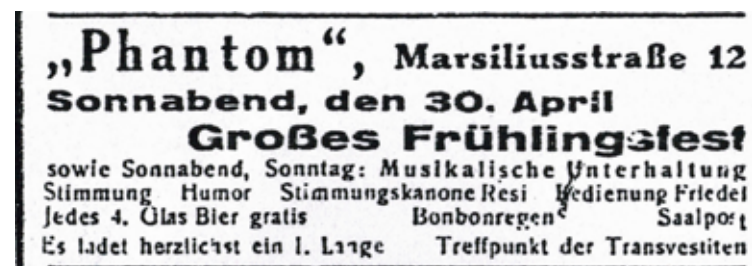 „Phantom“, Marsiliusstraße 12
Sonnabend, den 30. April
Großes Frühlingsfest
sowie Sonnabend, Sonntag: Musikalische Unterhaltung
Stimmung Humor Stimmungskanone Resi Bedienung Friedel
Jedes 4. Glas Bier gratis Bonbonregen Saalpost
Es ladet herzlichst ein I. Lange Treffpunkt der Transvestiten